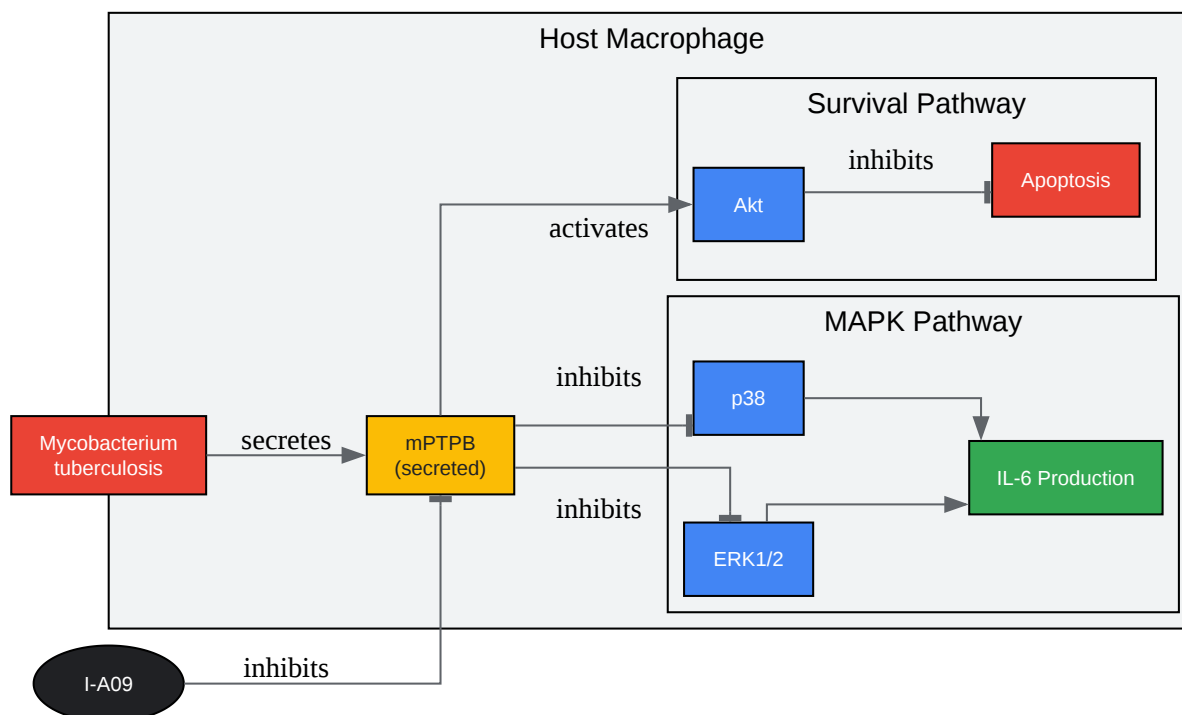 Host Macrophage
Survival Pathway
inhibits
Apoptosis
Akt
activates
MAPK Pathway
inhibits
p38
Mycobacterium
tuberculosis
secretes
mPTPB
(secreted)
IL-6 Production
inhibits
ERK1/2
I-A09
inhibits